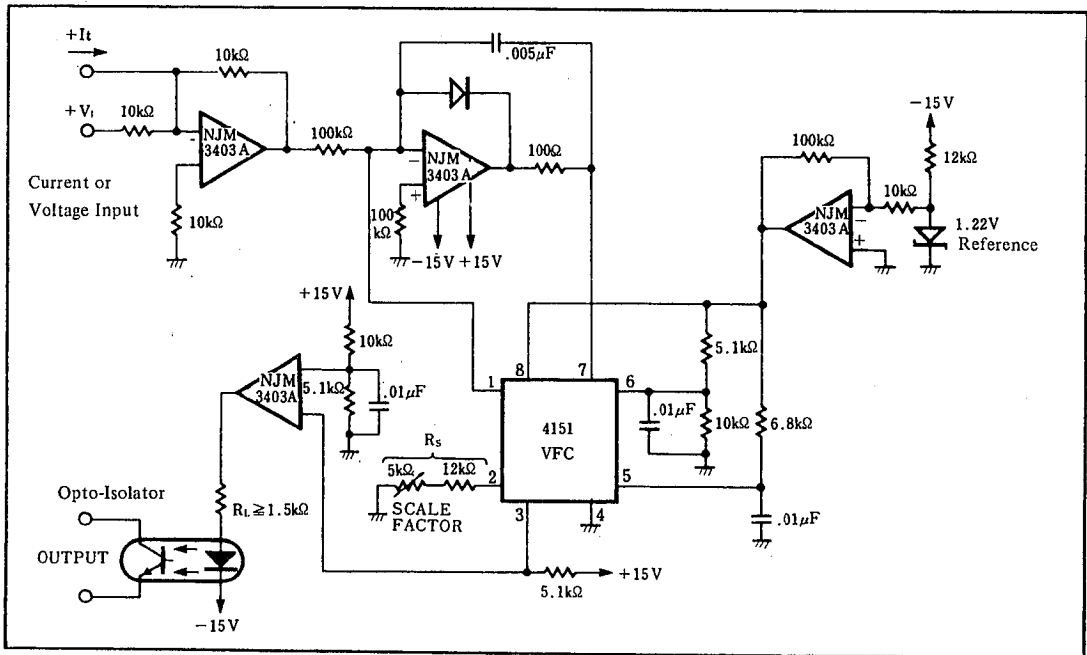 +It
10kΩ
+V₁
10kΩ
-
NJM
3403A
Current or
Voltage Input
10kΩ
100kΩ
.005μF
-
NJM
3403A
+
100Ω
100
kΩ
-15V
+15V
-15V
12kΩ
100kΩ
10kΩ
NJM
3403A
-
+
1.22V
Reference
+15V
10kΩ
NJM
3403A
5.1kΩ
.01μF
1
8
7
6
4151
VFC
2
3
4
5
5.1kΩ
.01μF
10kΩ
6.8kΩ
.01μF
Rs
5kΩ
12kΩ
SCALE
FACTOR
Opto-Isolator
RL≧1.5kΩ
OUTPUT
-15V
5.1kΩ
+15V